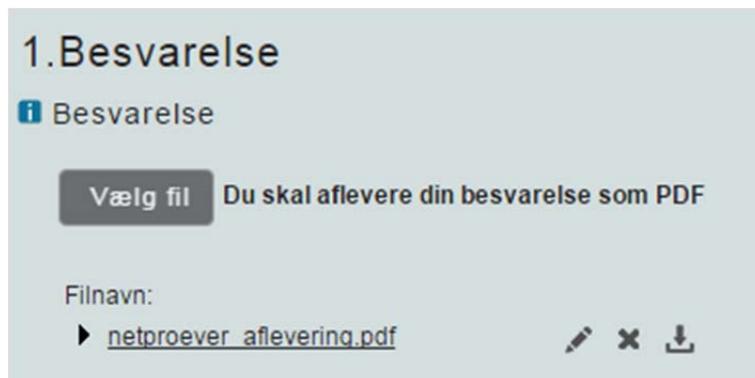 1.Besvarelse
i Besvarelse
Vælg fil Du skal aflevere din besvarelse som PDF
Filnavn:
netproever_aflevering.pdf